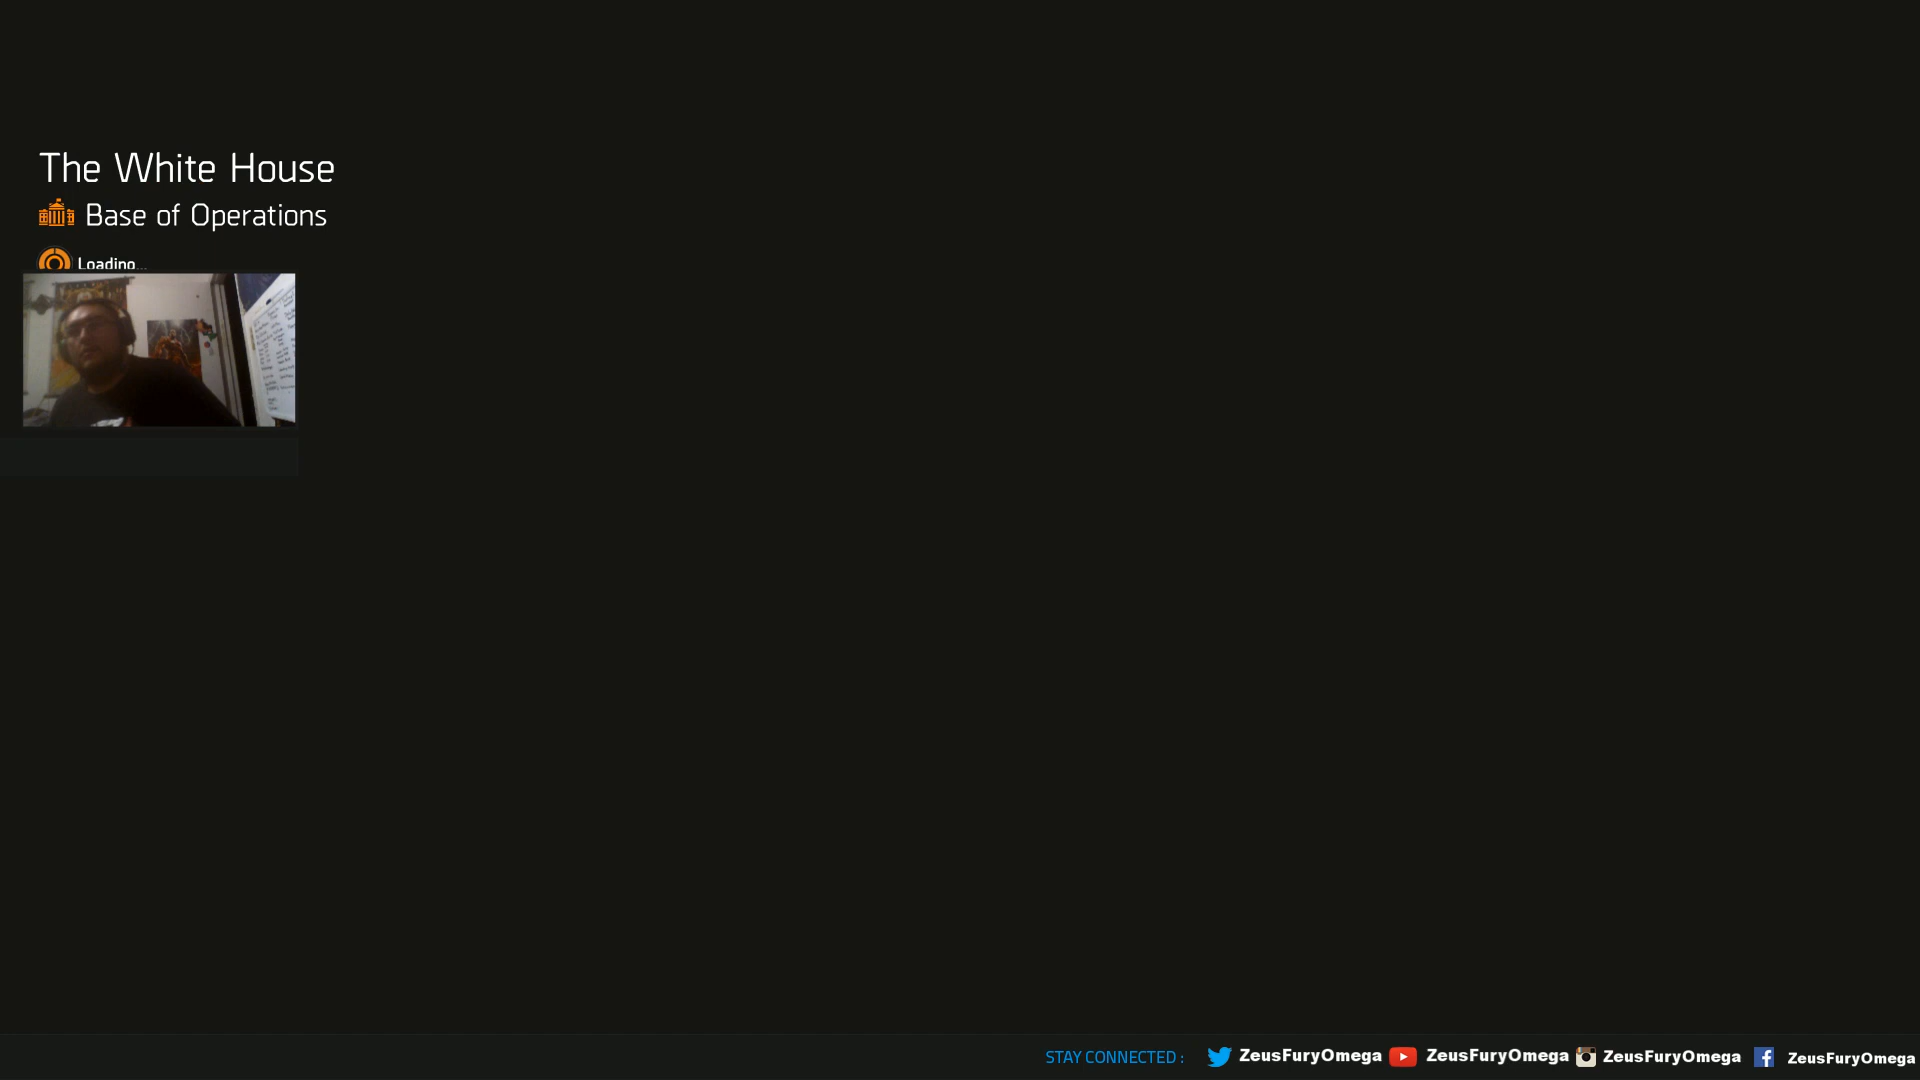 The White House
Base of Operations
Loading...
STAY CONNECTED : ZeusFuryOmega ZeusFuryOmega ZeusFuryOmega ZeusFuryOmega